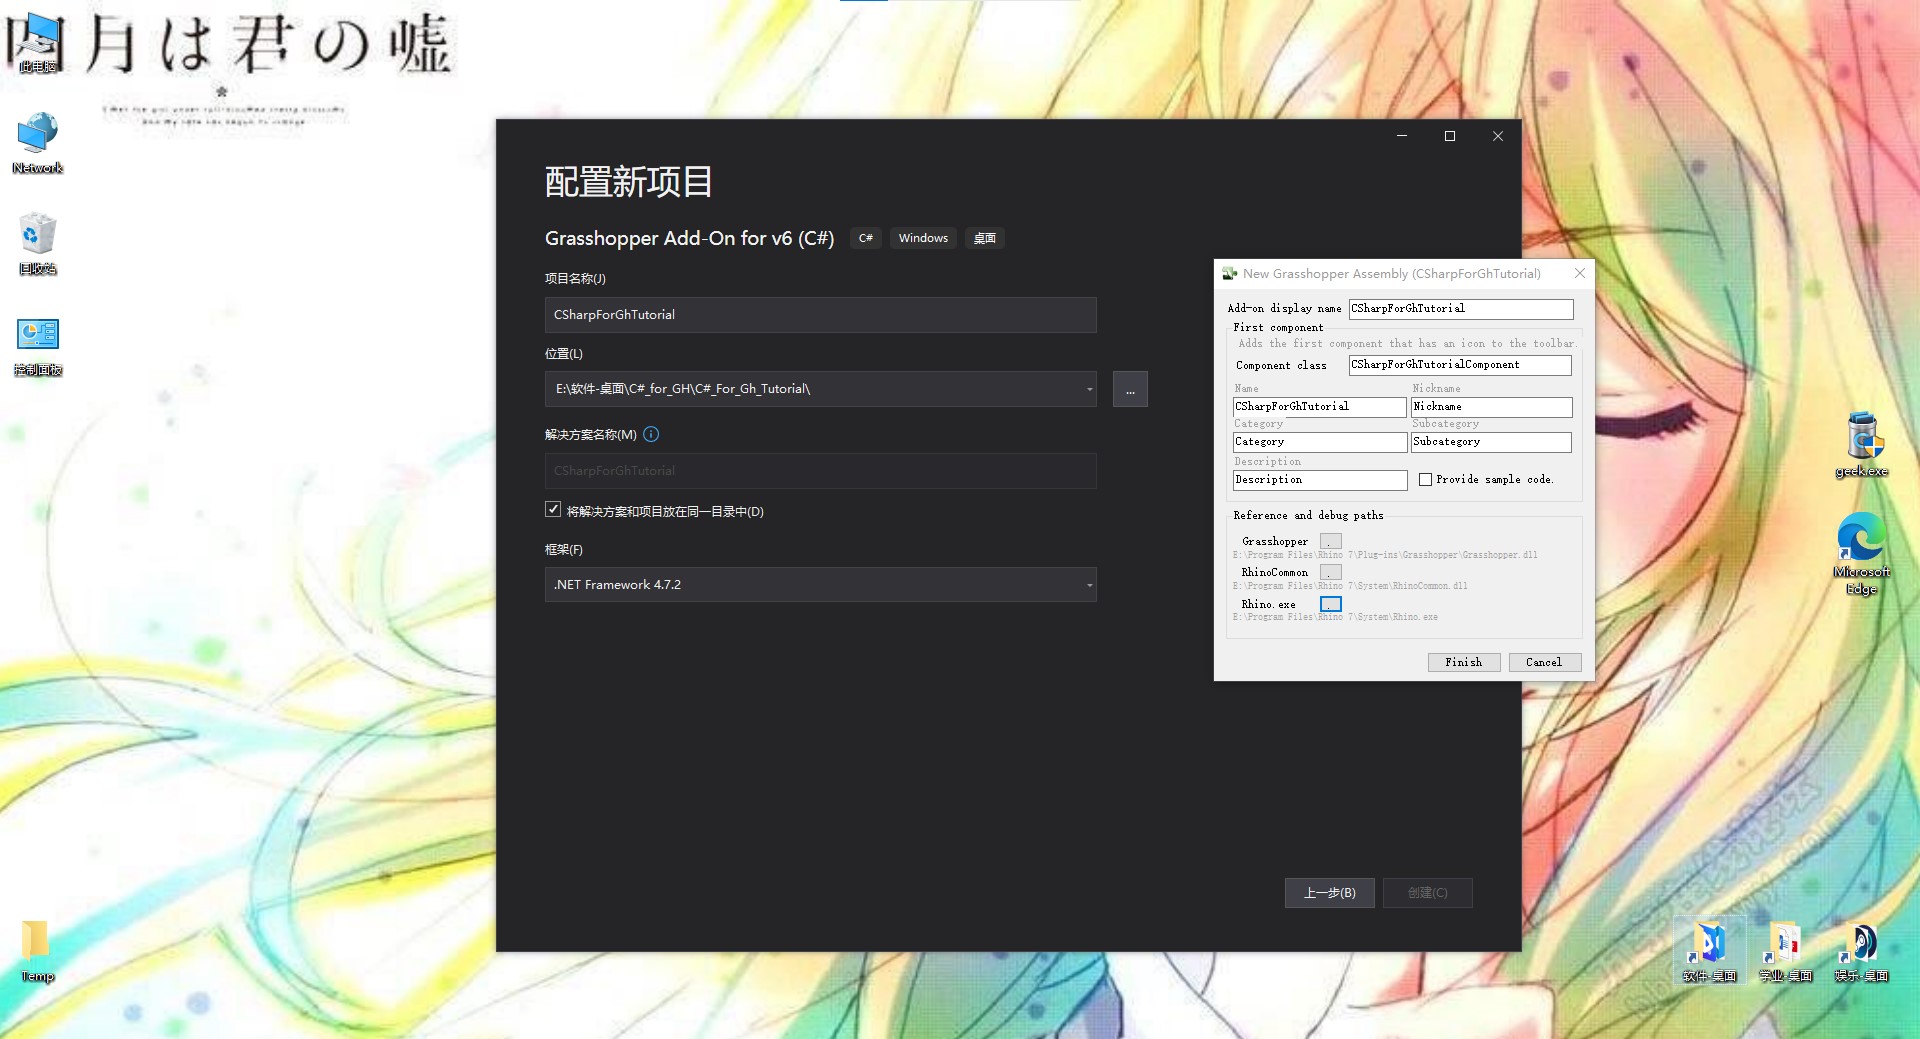 四月は君の嘘
此电脑
Network
回收站
控制面板
Temp
配置新项目
Grasshopper Add-On for v6 (C#)
C#
Windows
桌面
项目名称(J)
CSharpForGhTutorial
位置(L)
E:\软件-桌面\C#_for_GH\C#_For_Gh_Tutorial\
...
解决方案名称(M)
CSharpForGhTutorial
将解决方案和项目放在同一目录中(D)
框架(F)
.NET Framework 4.7.2
上一步(B)
创建(C)
New Grasshopper Assembly (CSharpForGhTutorial)
Add-on display name
CSharpForGhTutorial
First component
Adds the first component that has an icon to the toolbar.
Component class
CSharpForGhTutorialComponent
Name
Nickname
CSharpForGhTutorial
Nickname
Category
Subcategory
Category
Subcategory
Description
Description
Provide sample code.
Reference and debug paths
Grasshopper
E:\Program Files\Rhino 7\Plug-ins\Grasshopper\Grasshopper.dll
RhinoCommon
E:\Program Files\Rhino 7\System\RhinoCommon.dll
Rhino.exe
E:\Program Files\Rhino 7\System\Rhino.exe
Finish
Cancel
geek.exe
Microsoft
Edge
软件-桌面
学业-桌面
娱乐-桌面